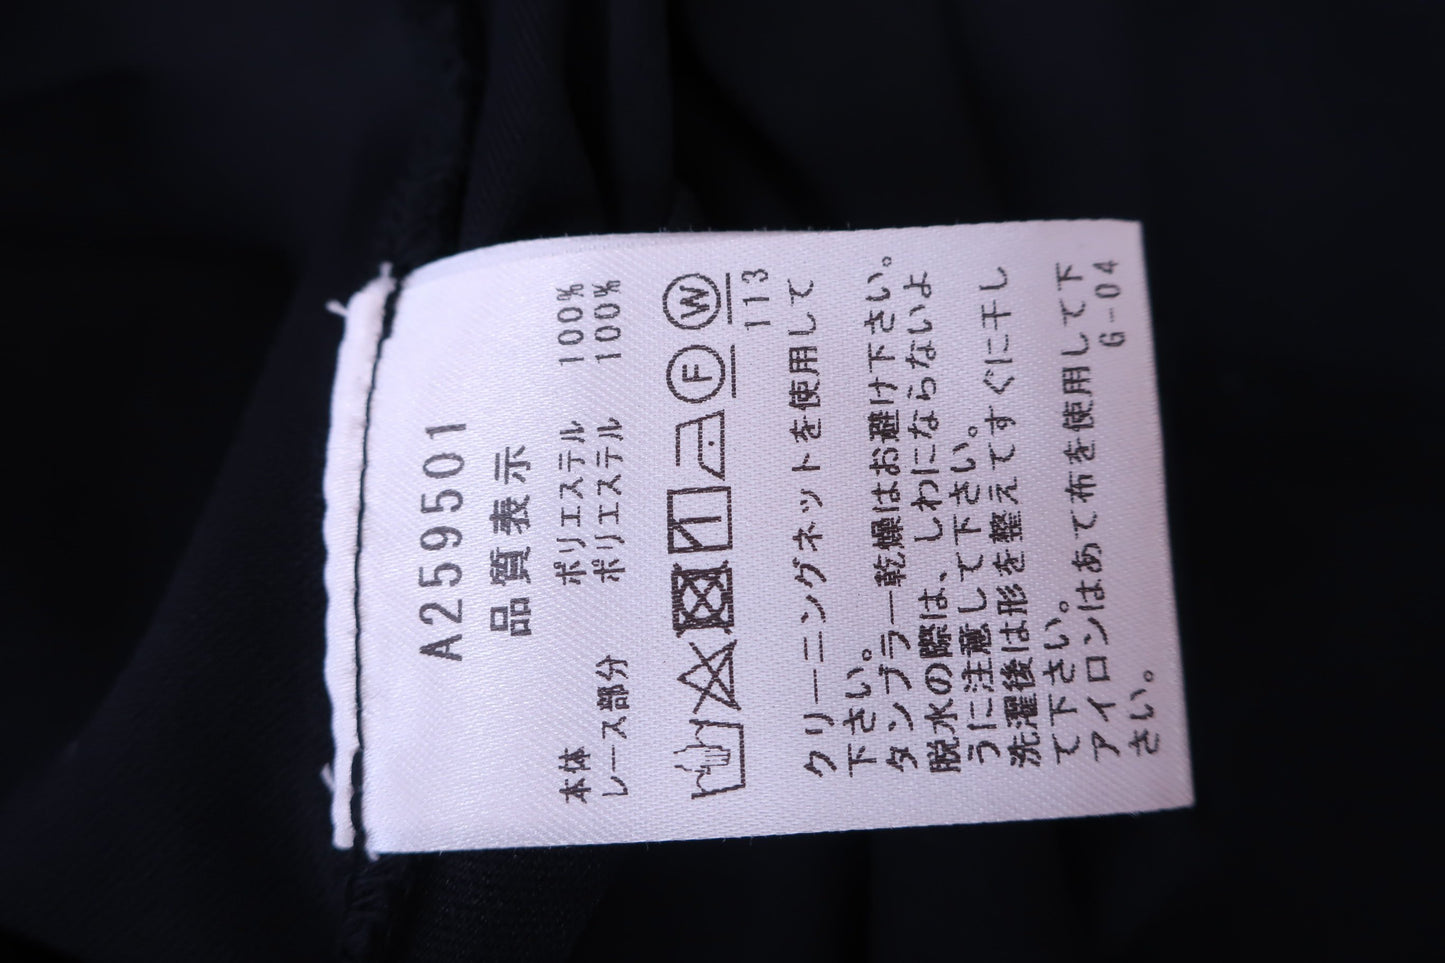 A259501
品質表示
本体 ポリエステル 100%
レース部分 ポリエステル 100%
F W
113
クリーニングネットを使用して
下さい。
タンブラー乾燥はお避け下さい。
脱水の際は、しわにならないよ
うに注意して下さい。
洗濯後は形を整えてすぐに干し
て下さい。
アイロンはあて布を使用して下
さい。
G-04